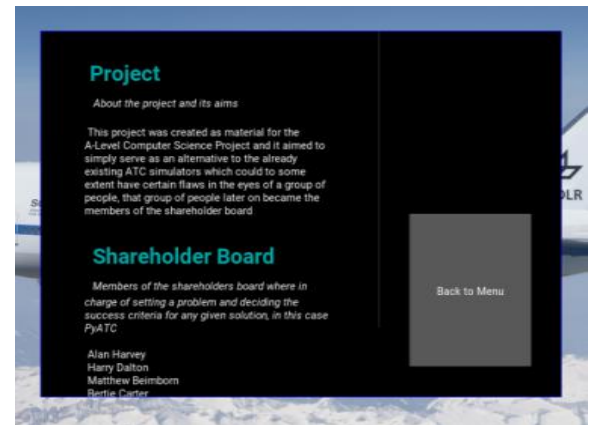 Project
About the project and its aims
This project was created as material for the
A-Level Computer Science Project and it aimed to
simply serve as an alternative to the already
existing ATC simulators which could to some
extent have certain flaws in the eyes of a group of
people, that group of people later on became the
members of the shareholder board
Shareholder Board
Members of the shareholders board where in
charge of setting a problem and deciding the
success criteria for any given solution, in this case
PyATC
Alan Harvey
Harry Dalton
Matthew Beimborn
Bertie Carter
Back to Menu
DLR